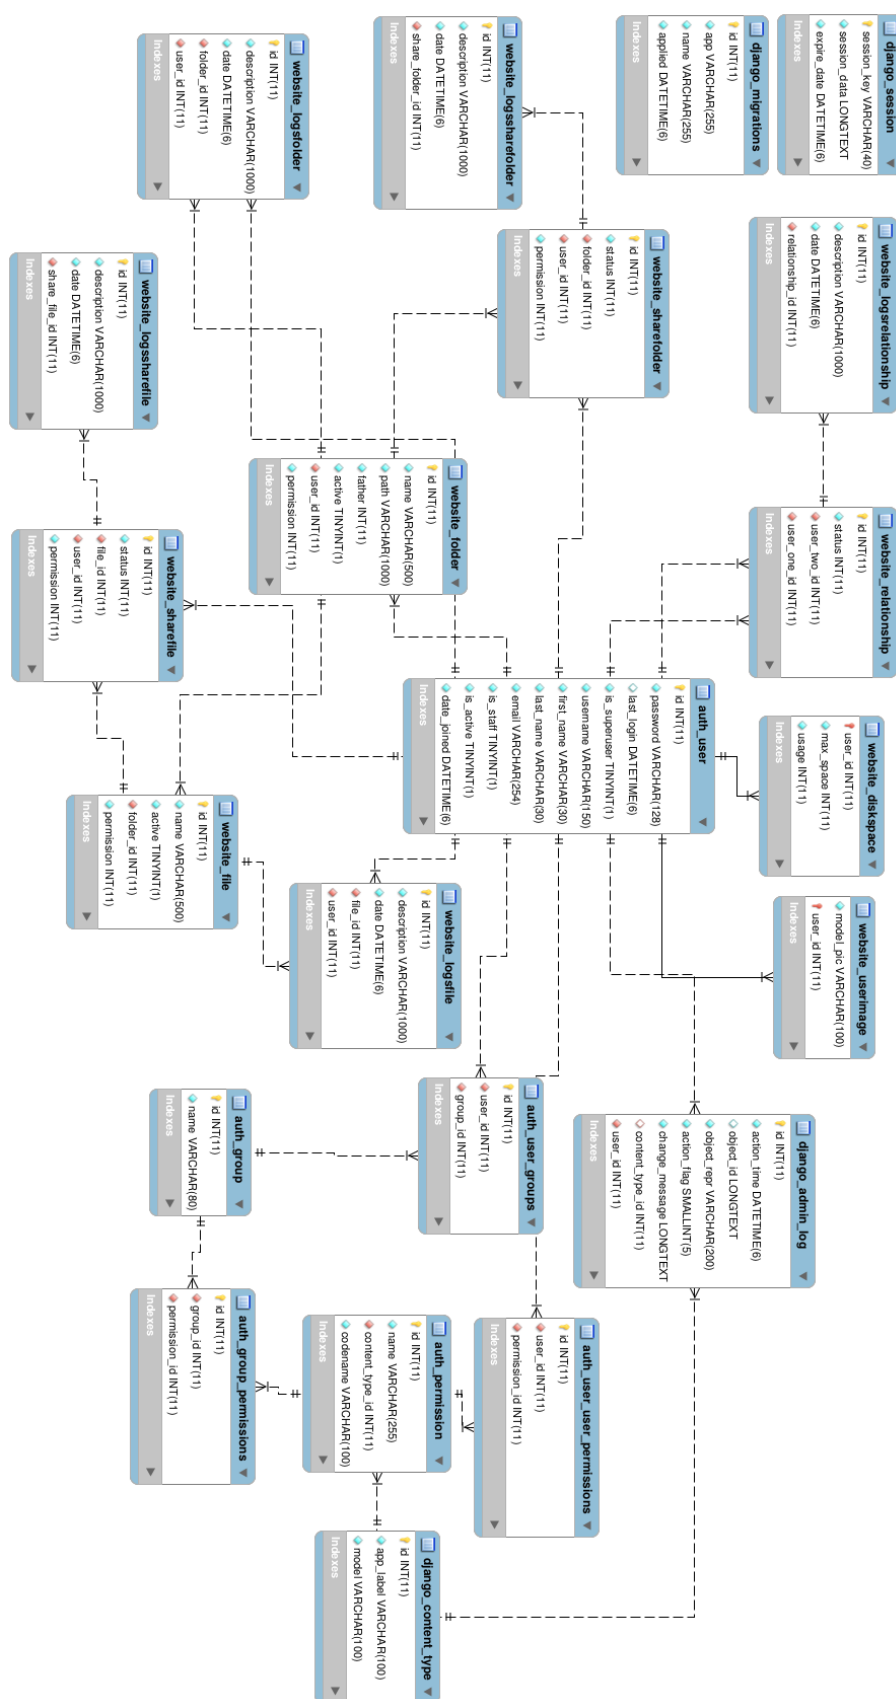 django_session
session_key VARCHAR(40)
session_data LONGTEXT
expire_date DATETIME(6)
Indexes
django_migrations
id INT(11)
app VARCHAR(255)
name VARCHAR(255)
applied DATETIME(6)
Indexes
website_logssharefolder
id INT(11)
description VARCHAR(1000)
date DATETIME(6)
share_folder_id INT(11)
Indexes
website_logsfolder
id INT(11)
description VARCHAR(1000)
date DATETIME(6)
folder_id INT(11)
user_id INT(11)
Indexes
website_logsrelationship
id INT(11)
description VARCHAR(1000)
date DATETIME(6)
relationship_id INT(11)
Indexes
website_sharefolder
id INT(11)
status INT(11)
folder_id INT(11)
user_id INT(11)
permission INT(11)
Indexes
website_logssharefile
id INT(11)
description VARCHAR(1000)
date DATETIME(6)
share_file_id INT(11)
Indexes
website_relationship
id INT(11)
status INT(11)
user_two_id INT(11)
user_one_id INT(11)
Indexes
website_folder
id INT(11)
name VARCHAR(500)
path VARCHAR(1000)
father INT(11)
active TINYINT(1)
user_id INT(11)
permission INT(11)
Indexes
website_sharefile
id INT(11)
status INT(11)
file_id INT(11)
user_id INT(11)
permission INT(11)
Indexes
website_diskspace
user_id INT(11)
max_space INT(11)
usage INT(11)
Indexes
auth_user
id INT(11)
password VARCHAR(128)
last_login DATETIME(6)
is_superuser TINYINT(1)
username VARCHAR(150)
first_name VARCHAR(30)
last_name VARCHAR(30)
email VARCHAR(254)
is_staff TINYINT(1)
is_active TINYINT(1)
date_joined DATETIME(6)
Indexes
website_file
id INT(11)
name VARCHAR(500)
active TINYINT(1)
folder_id INT(11)
permission INT(11)
Indexes
website_userimage
model_pic VARCHAR(100)
user_id INT(11)
Indexes
website_logsfile
id INT(11)
description VARCHAR(1000)
date DATETIME(6)
file_id INT(11)
user_id INT(11)
Indexes
django_admin_log
id INT(11)
action_time DATETIME(6)
object_id LONGTEXT
object_repr VARCHAR(200)
action_flag SMALLINT(5)
change_message LONGTEXT
content_type_id INT(11)
user_id INT(11)
Indexes
auth_user_groups
id INT(11)
user_id INT(11)
group_id INT(11)
Indexes
auth_group
id INT(11)
name VARCHAR(80)
Indexes
auth_user_user_permissions
id INT(11)
user_id INT(11)
permission_id INT(11)
Indexes
auth_permission
id INT(11)
name VARCHAR(255)
content_type_id INT(11)
codename VARCHAR(100)
Indexes
auth_group_permissions
id INT(11)
group_id INT(11)
permission_id INT(11)
Indexes
django_content_type
id INT(11)
app_label VARCHAR(100)
model VARCHAR(100)
Indexes